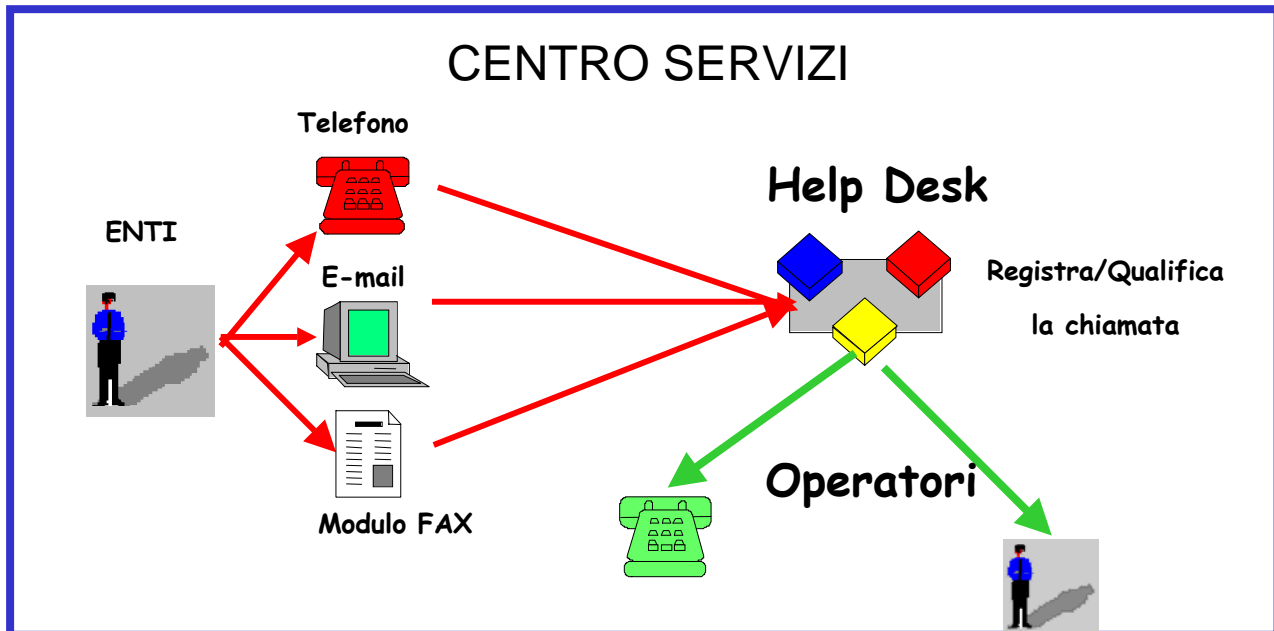 CENTRO SERVIZI
Telefono
Help Desk
ENTI
E-mail
Registra/Qualifica
la chiamata
Operatori
Modulo FAX